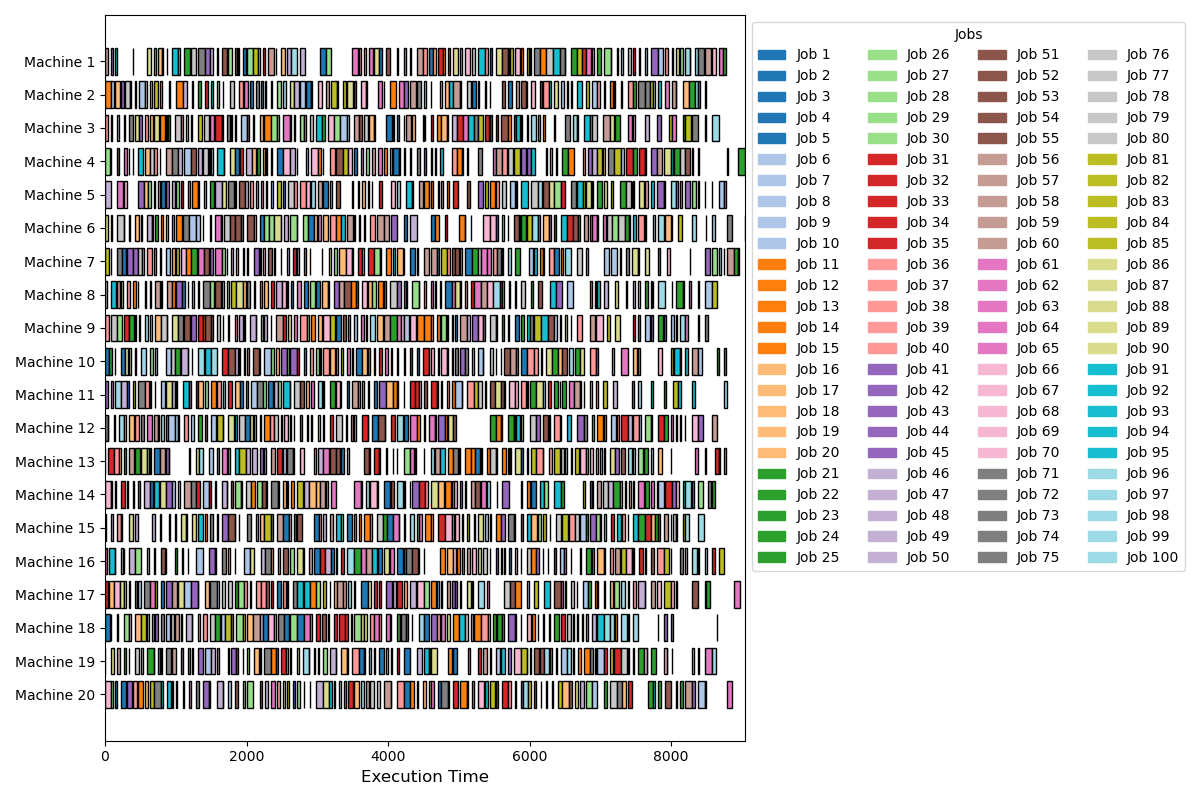 Jobs
Job 1 Job 26 Job 51 Job 76
Job 2 Job 27 Job 52 Job 77
Job 3 Job 28 Job 53 Job 78
Job 4 Job 29 Job 54 Job 79
Job 5 Job 30 Job 55 Job 80
Job 6 Job 31 Job 56 Job 81
Job 7 Job 32 Job 57 Job 82
Job 8 Job 33 Job 58 Job 83
Job 9 Job 34 Job 59 Job 84
Job 10 Job 35 Job 60 Job 85
Job 11 Job 36 Job 61 Job 86
Job 12 Job 37 Job 62 Job 87
Job 13 Job 38 Job 63 Job 88
Job 14 Job 39 Job 64 Job 89
Job 15 Job 40 Job 65 Job 90
Job 16 Job 41 Job 66 Job 91
Job 17 Job 42 Job 67 Job 92
Job 18 Job 43 Job 68 Job 93
Job 19 Job 44 Job 69 Job 94
Job 20 Job 45 Job 70 Job 95
Job 21 Job 46 Job 71 Job 96
Job 22 Job 47 Job 72 Job 97
Job 23 Job 48 Job 73 Job 98
Job 24 Job 49 Job 74 Job 99
Job 25 Job 50 Job 75 Job 100
Machine 1
Machine 2
Machine 3
Machine 4
Machine 5
Machine 6
Machine 7
Machine 8
Machine 9
Machine 10
Machine 11
Machine 12
Machine 13
Machine 14
Machine 15
Machine 16
Machine 17
Machine 18
Machine 19
Machine 20
0 2000 4000 6000 8000
Execution Time